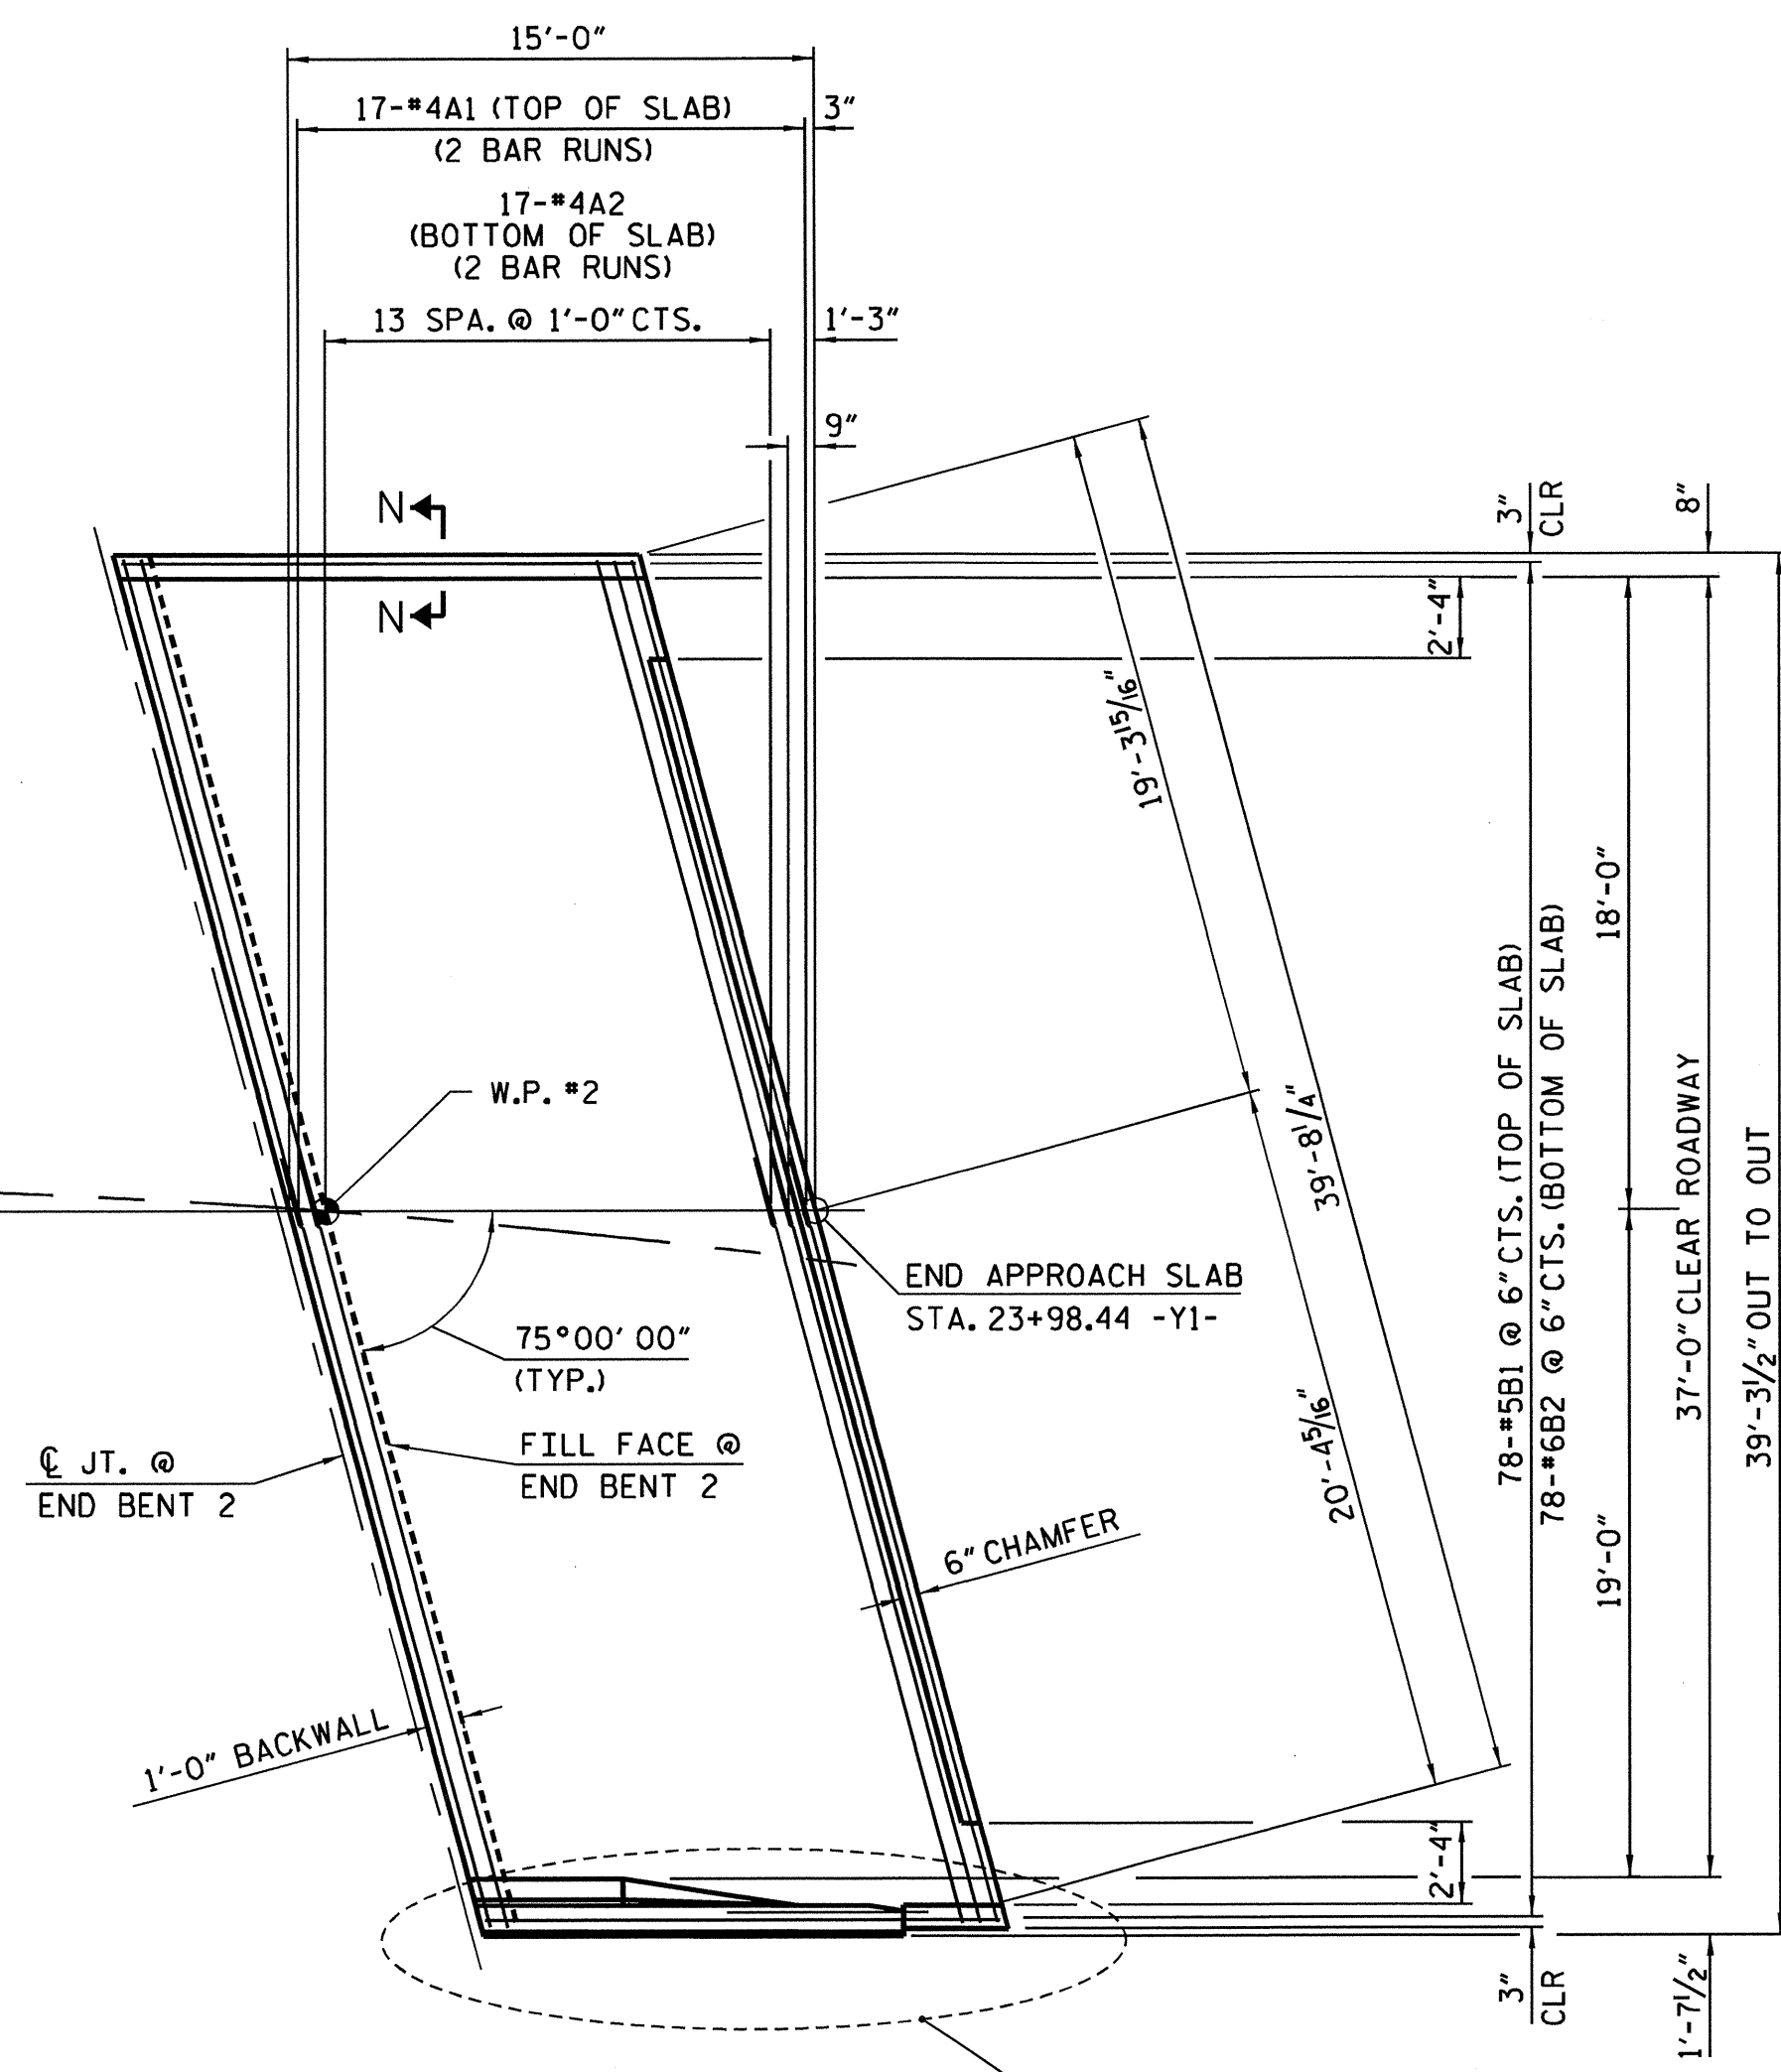 15'-0"
17-#4A1 (TOP OF SLAB)
3"
(2 BAR RUNS)
17-#4A2
(BOTTOM OF SLAB)
(2 BAR RUNS)
13 SPA. @ 1'-0" CTS.
1'-3"
9"
N
N
3" CLR
8"
2'-4"
19'-3 15/16"
39'-8 1/4"
20'-4 5/16"
78-#5B1 @ 6" CTS. (TOP OF SLAB)
78-#6B2 @ 6" CTS. (BOTTOM OF SLAB)
18'-0"
19'-0"
37'-0" CLEAR ROADWAY
39'-3 1/2" OUT TO OUT
W.P. #2
END APPROACH SLAB
STA. 23+98.44 -Y1-
75°00'00"
(TYP.)
FILL FACE @
END BENT 2
℄ JT. @
END BENT 2
6" CHAMFER
1'-0" BACKWALL
2'-4"
3" CLR
1'-7 1/2"